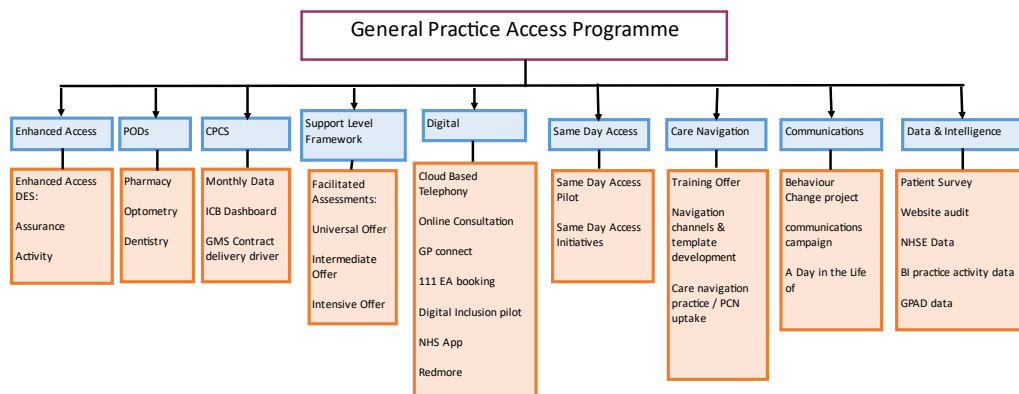 General Practice Access Programme
Enhanced Access
PODs
CPCS
Support Level
Framework
Digital
Same Day Access
Care Navigation
Communications
Data & Intelligence
Enhanced Access
DES:
Assurance
Activity
Pharmacy
Optometry
Dentistry
Monthly Data
ICB Dashboard
GMS Contract
delivery driver
Facilitated
Assessments:
Universal Offer
Intermediate
Offer
Intensive Offer
Cloud Based
Telephony
Online Consultation
GP connect
111 EA booking
Digital Inclusion pilot
NHS App
Redmore
Same Day Access
Pilot
Same Day Access
Initiatives
Training Offer
Navigation
channels &
template
development
Care navigation
practice / PCN
uptake
Behaviour
Change project
communications
campaign
A Day in the Life
of
Patient Survey
Website audit
NHSE Data
BI practice activity data
GPAD data